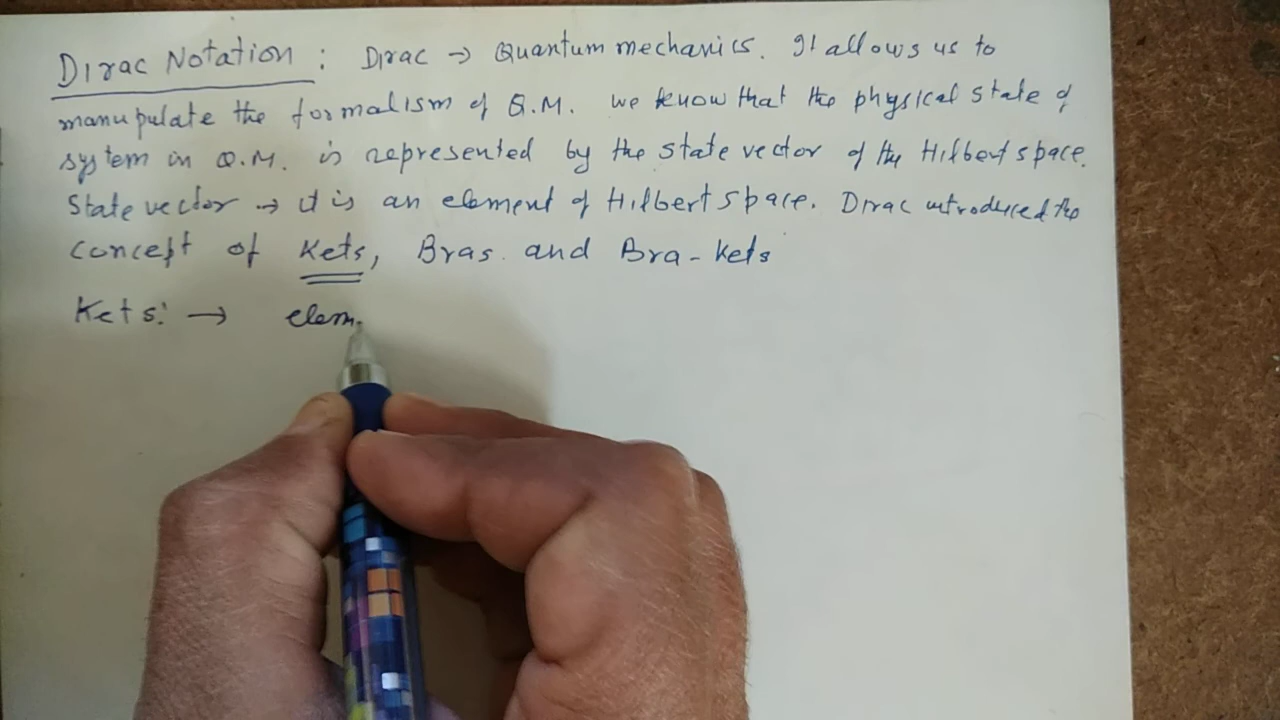 Dirac Notation : Dirac → Quantum mechanics. It allows us to
manupulate the formalism of Q.M. we know that the physical state of
system in Q.M. is represented by the state vector of the Hilbert space.
State vector → it is an element of Hilbert space. Dirac introduced the
concept of Kets, Bras. and Bra-kets
Kets: → elem